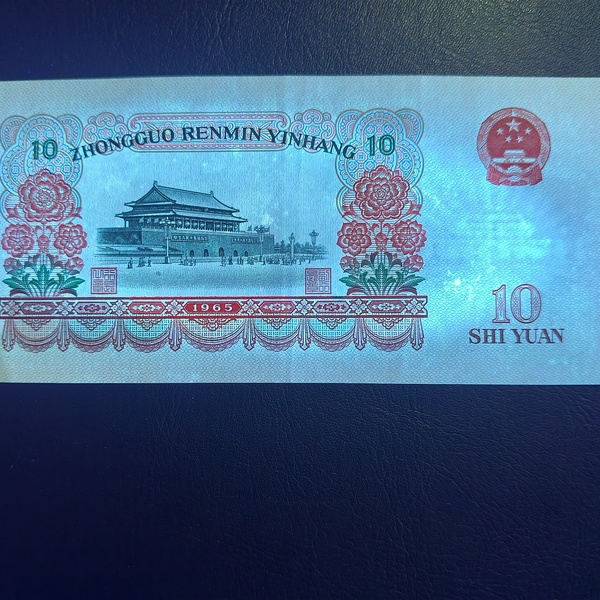 10 ZHONGGUO RENMIN YINHANG 10
1965
10
SHI YUAN